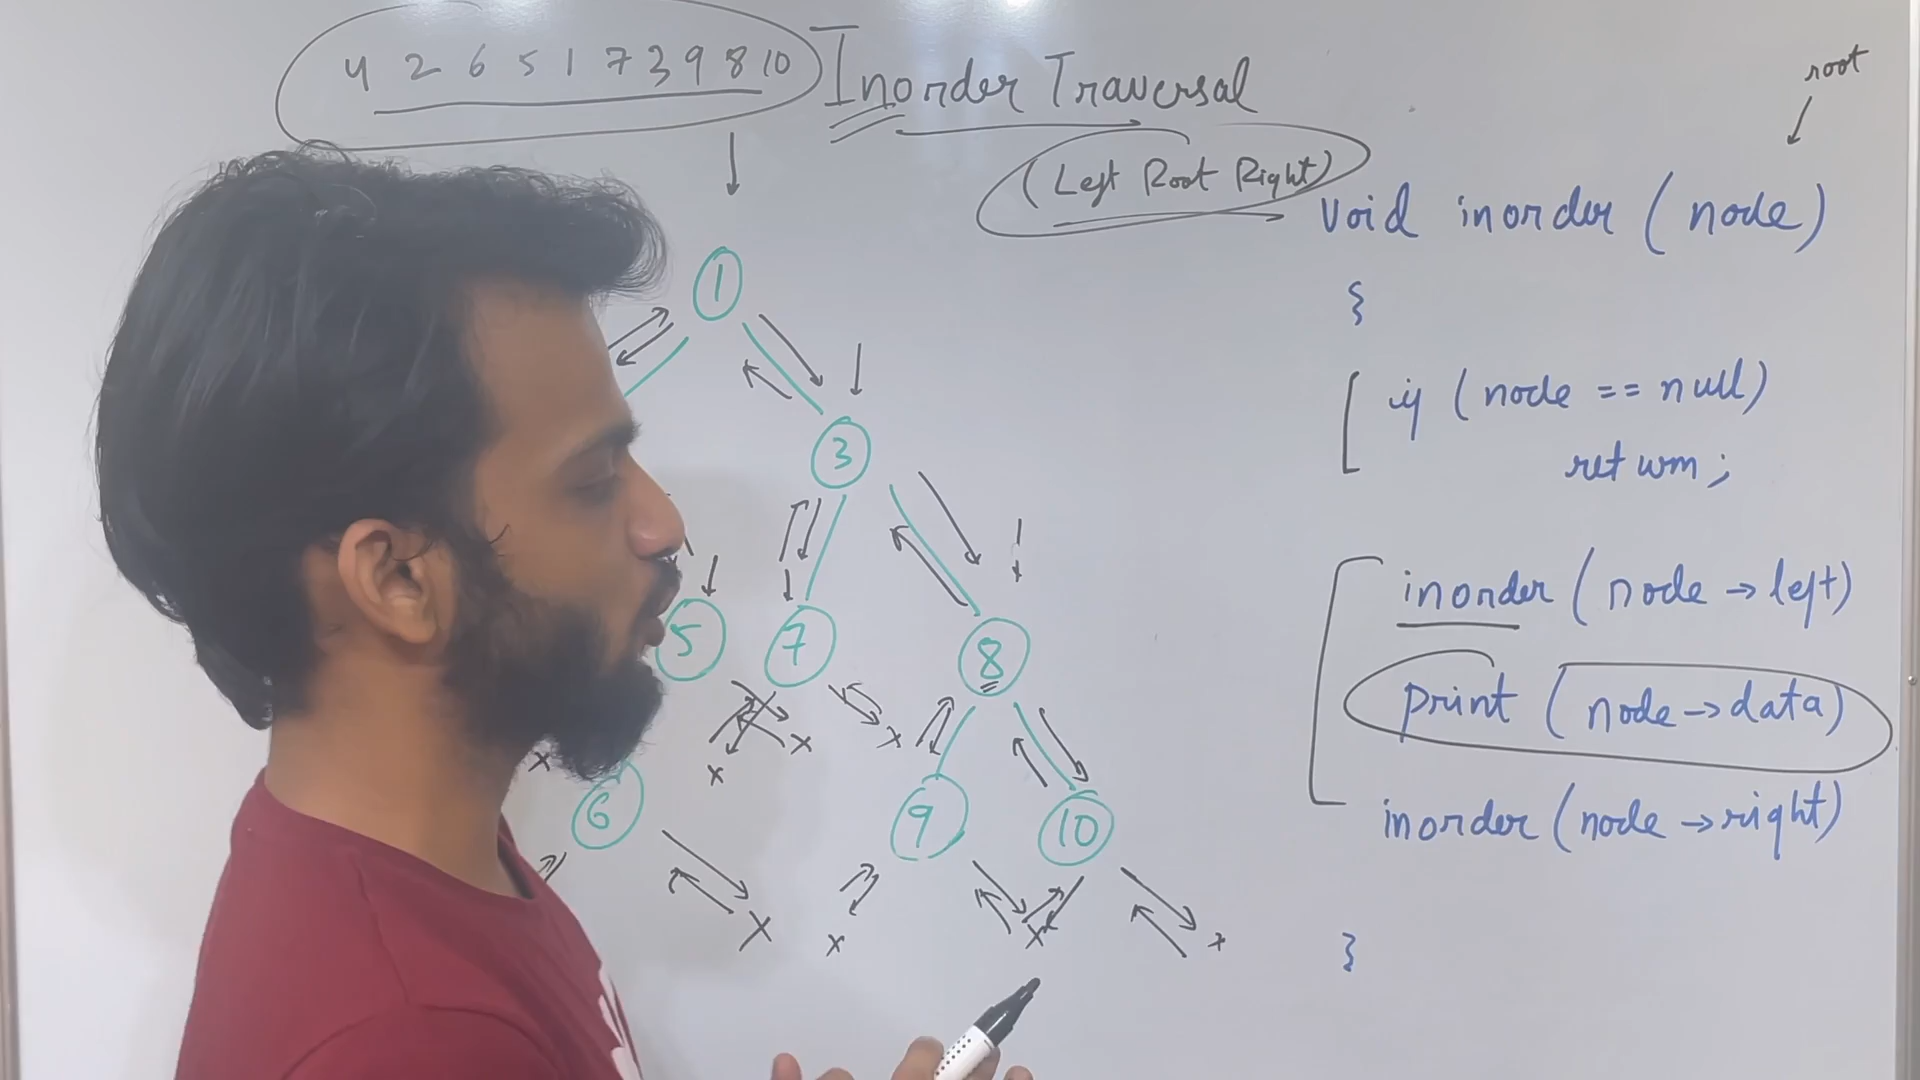 4 2 6 5 1 7 3 9 8 10
Inorder Traversal
(Left Root Right)
root
void inorder (node)
{
if (node == null)
return;
inorder (node → left)
print (node → data)
inorder (node → right)
}
1
3
5 7 8
6 9 10
x x x x
x x x x